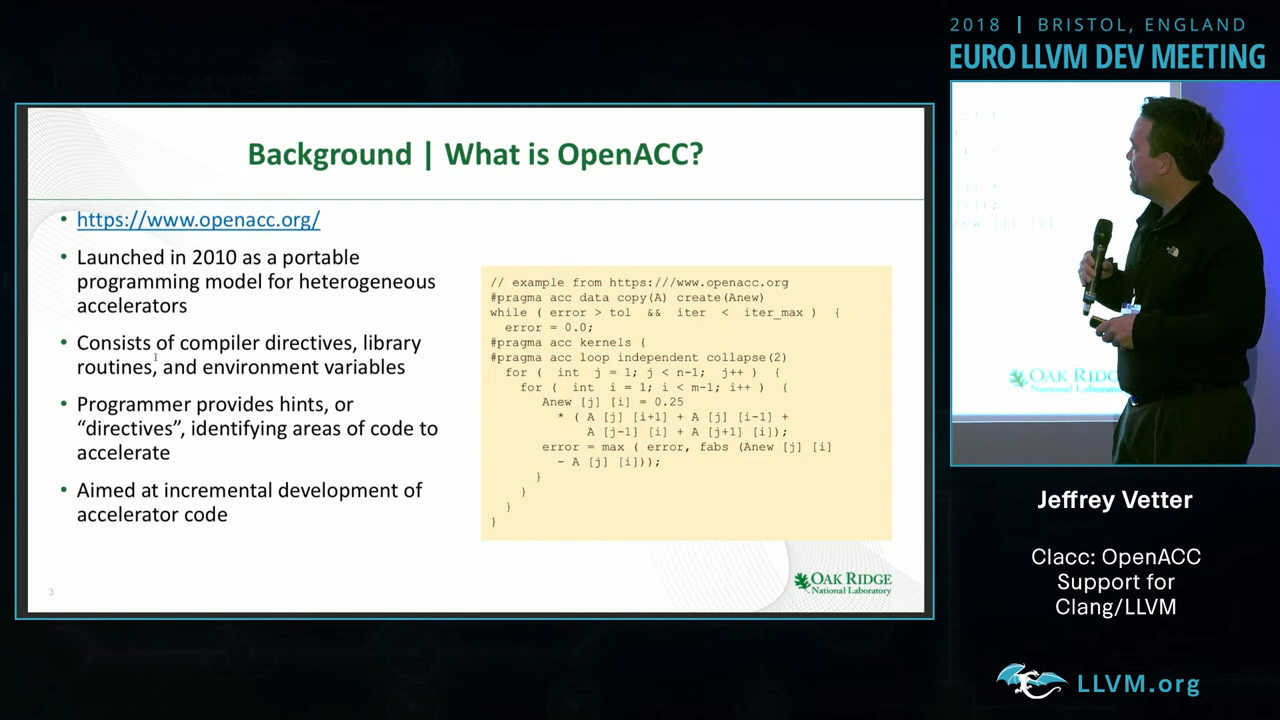 2018 | BRISTOL, ENGLAND
EURO LLVM DEV MEETING
Background | What is OpenACC?
• https://www.openacc.org/
• Launched in 2010 as a portable
programming model for heterogeneous
accelerators
• Consists of compiler directives, library
routines, and environment variables
• Programmer provides hints, or
“directives”, identifying areas of code to
accelerate
• Aimed at incremental development of
accelerator code
// example from https:///www.openacc.org
#pragma acc data copy(A) create(Anew)
while ( error > tol && iter < iter_max ) {
error = 0.0;
#pragma acc kernels {
#pragma acc loop independent collapse(2)
for ( int j = 1; j < n-1; j++ ) {
for ( int i = 1; i < m-1; i++ ) {
Anew [j] [i] = 0.25
* ( A [j] [i+1] + A [j] [i-1] +
A [j-1] [i] + A [j+1] [i]);
error = max ( error, fabs (Anew [j] [i]
- A [j] [i]));
}
}
}
}
3
OAK RIDGE
National Laboratory
Jeffrey Vetter
Clacc: OpenACC
Support for
Clang/LLVM
LLVM.org